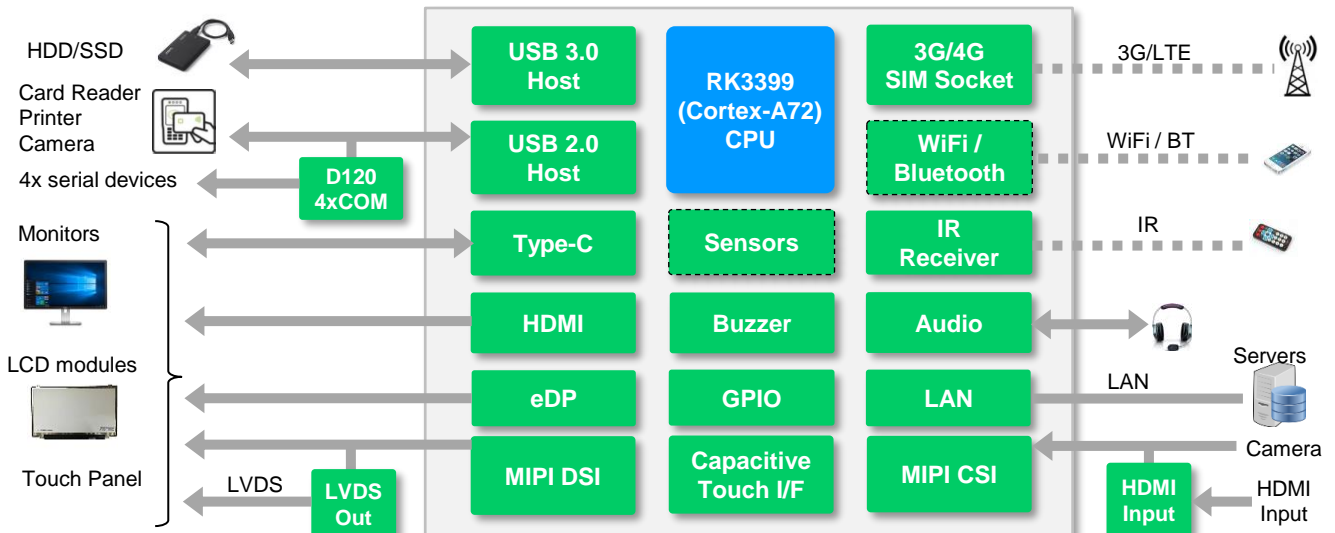 HDD/SSD
Card Reader
Printer
Camera
4x serial devices
D120
4xCOM
Monitors
LCD modules
Touch Panel
LVDS
LVDS
Out
USB 3.0
Host
USB 2.0
Host
Type-C
HDMI
eDP
MIPI DSI
RK3399
(Cortex-A72)
CPU
Sensors
Buzzer
GPIO
Capacitive
Touch I/F
3G/4G
SIM Socket
WiFi /
Bluetooth
IR
Receiver
Audio
LAN
MIPI CSI
3G/LTE
WiFi / BT
IR
Servers
LAN
Camera
HDMI
Input
HDMI
Input